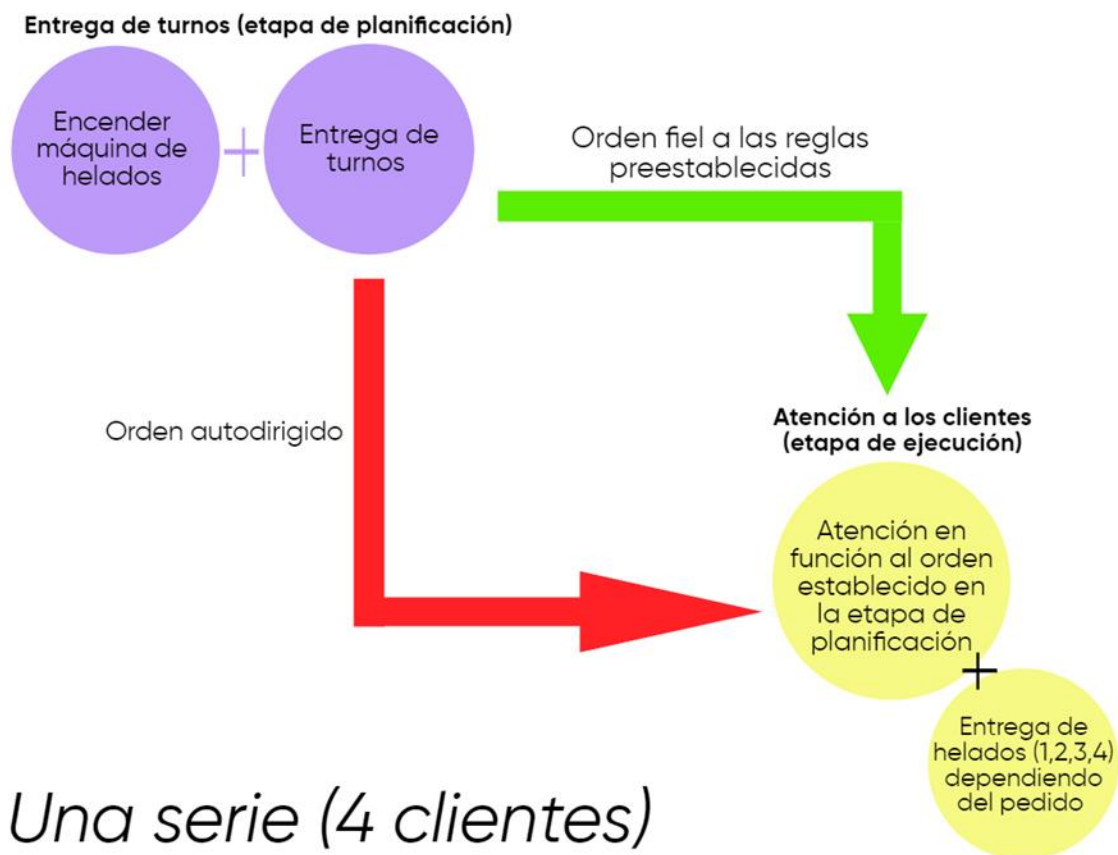 Entrega de turnos (etapa de planificación)
Encender
máquina de
helados
+
Entrega de
turnos
Orden fiel a las reglas
preestablecidas
Orden autodirigido
Atención a los clientes
(etapa de ejecución)
Atención en
función al orden
establecido en
la etapa de
planificación
+
Entrega de
helados (1,2,3,4)
dependiendo
del pedido
Una serie (4 clientes)